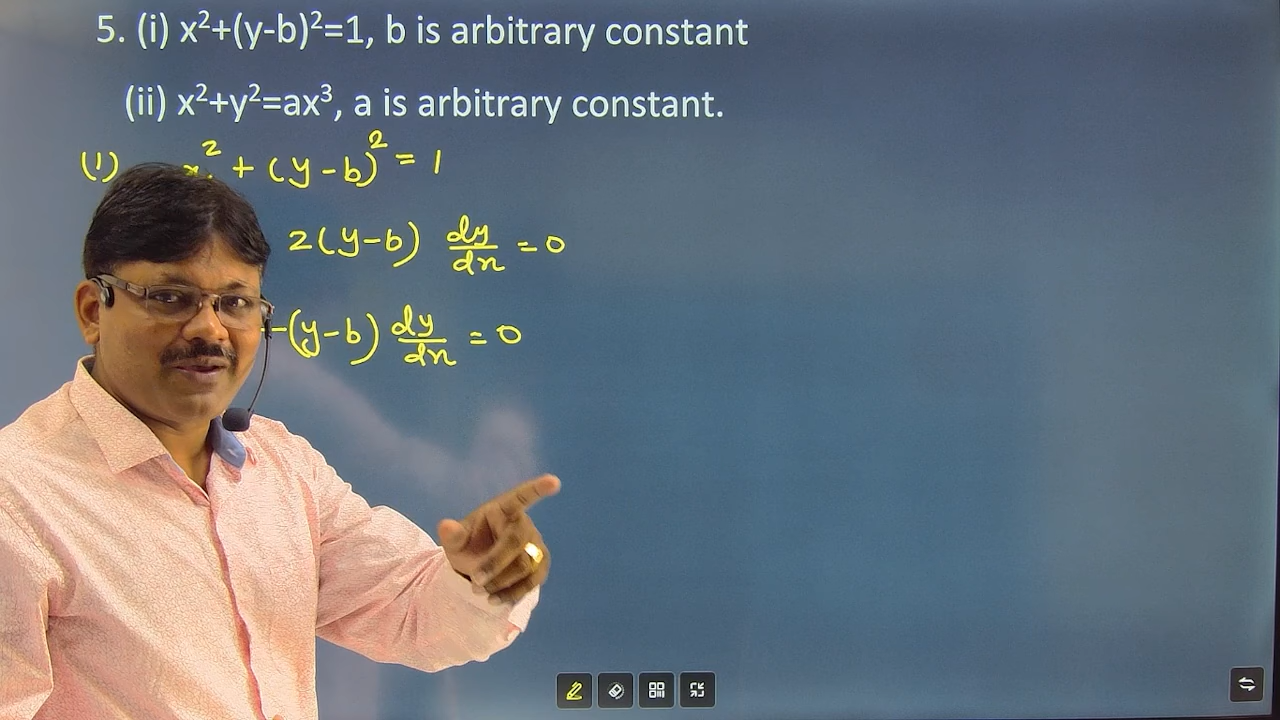 5. (i) x²+(y-b)²=1, b is arbitrary constant
(ii) x²+y²=ax³, a is arbitrary constant.
(1) x² + (y-b)² = 1
2(y-b) dy/dx = 0
(y-b) dy/dx = 0